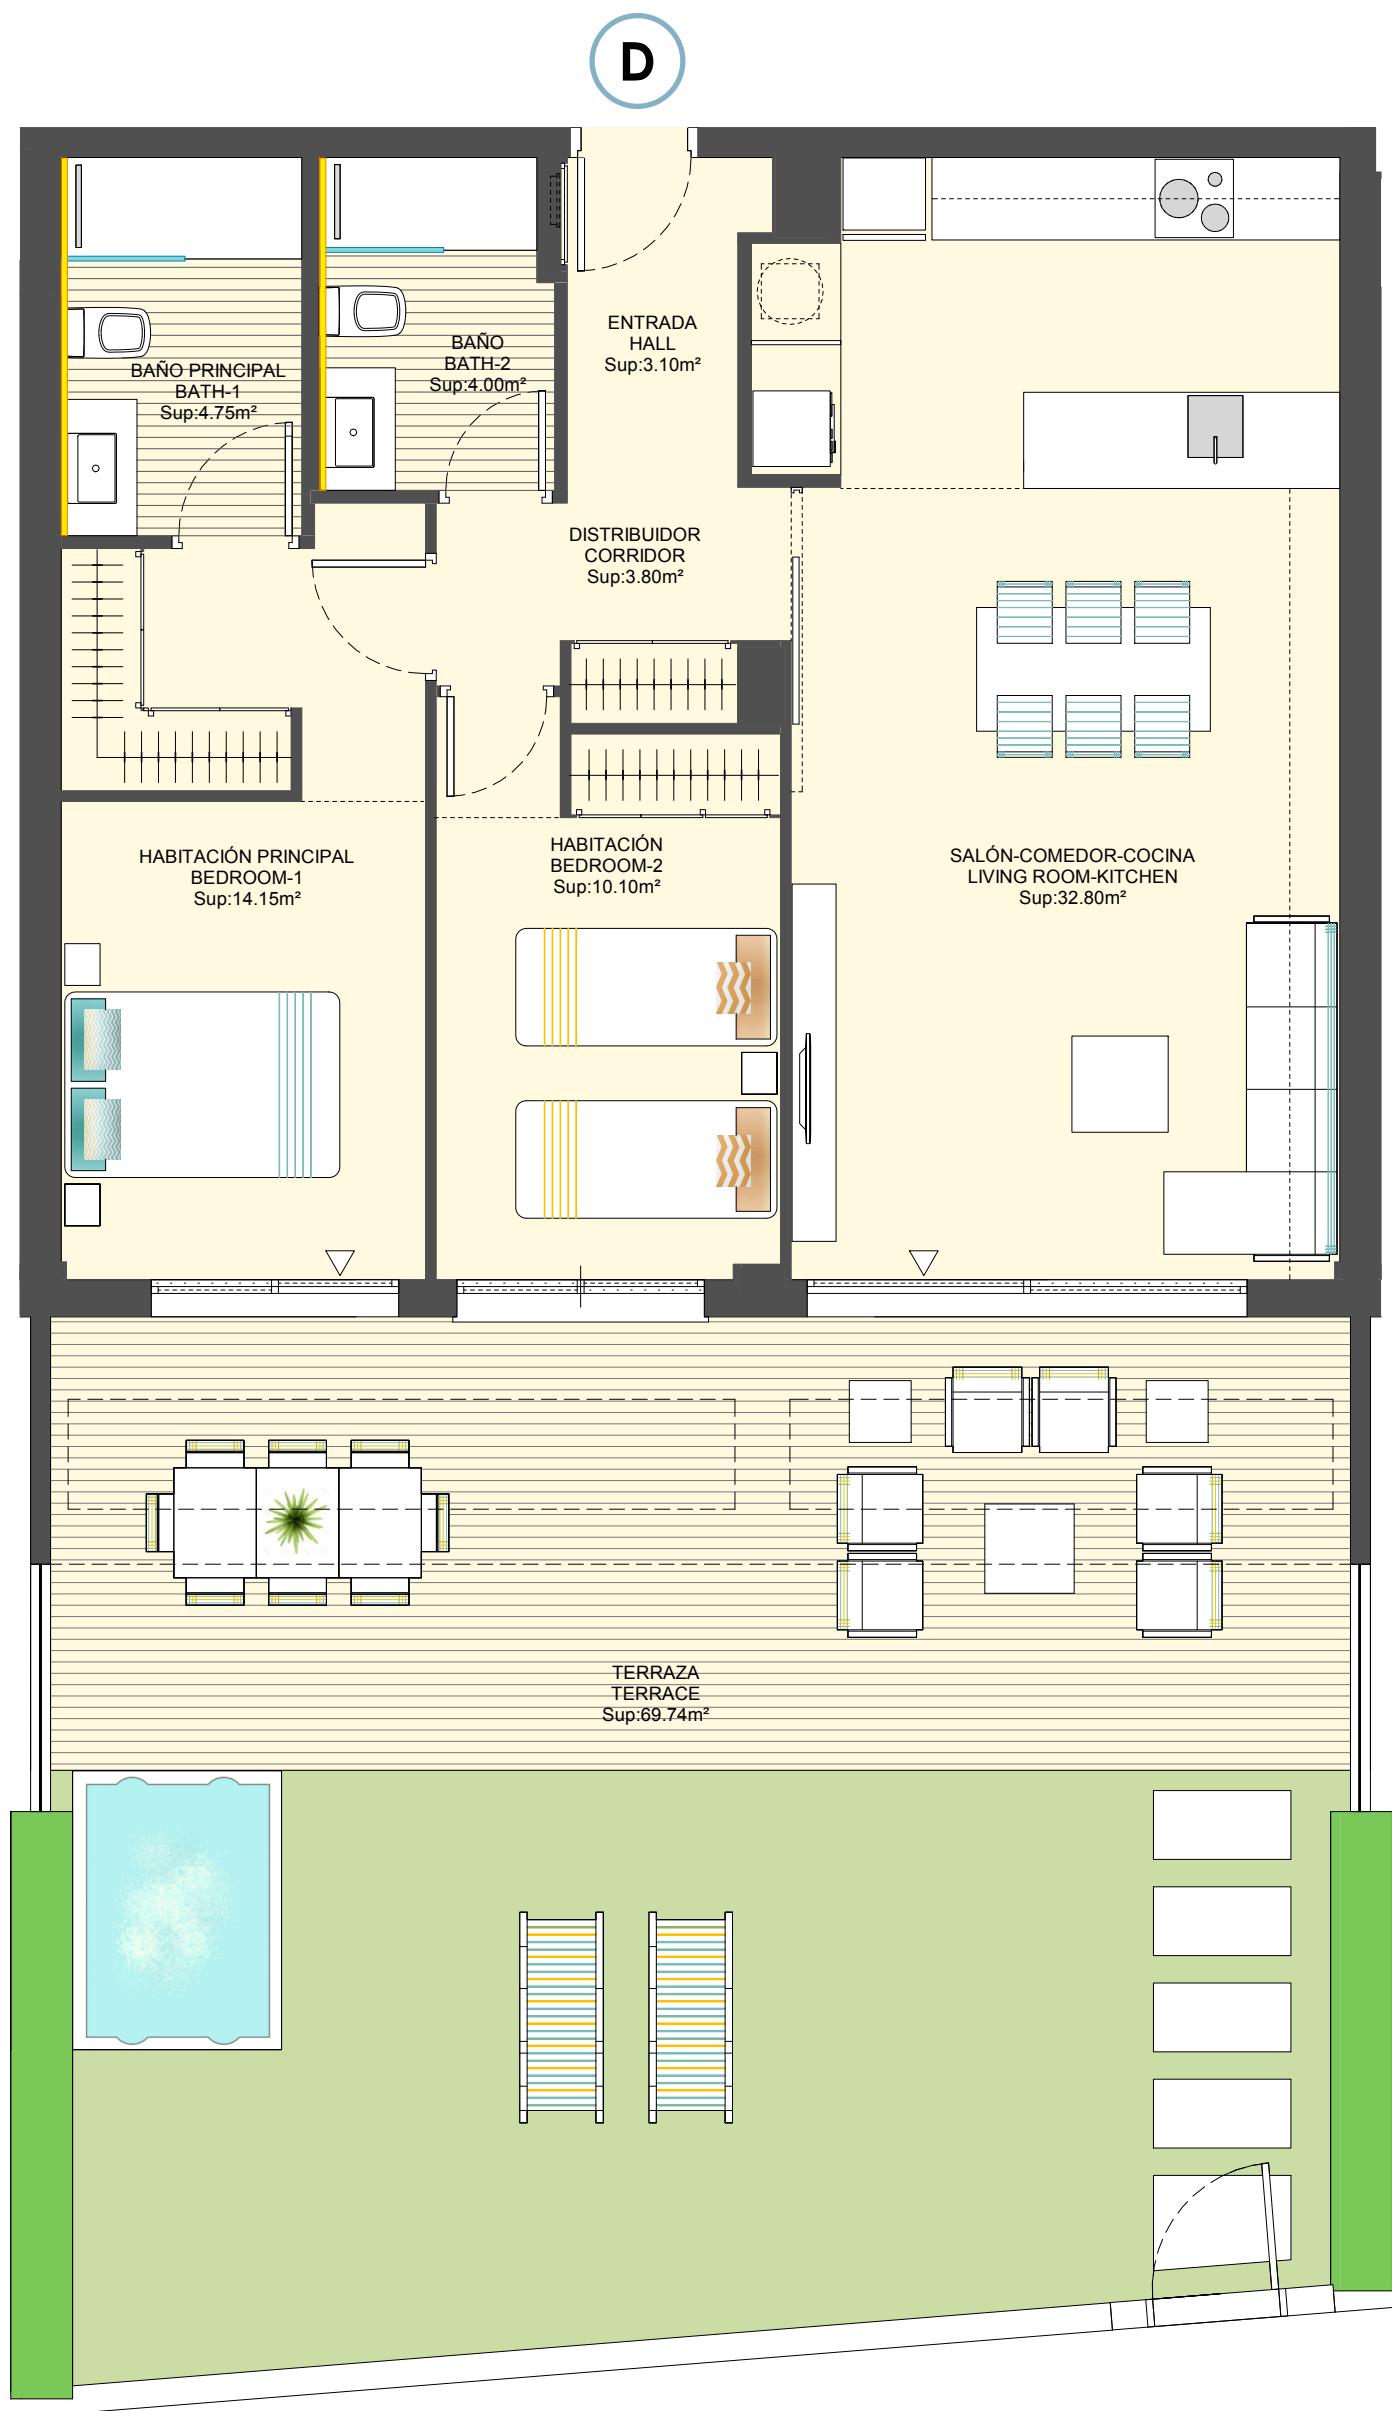 D
ENTRADA
HALL
Sup:3.10m²
BAÑO
BATH-2
Sup:4.00m²
BAÑO PRINCIPAL
BATH-1
Sup:4.75m²
DISTRIBUIDOR
CORRIDOR
Sup:3.80m²
HABITACIÓN PRINCIPAL
BEDROOM-1
Sup:14.15m²
HABITACIÓN
BEDROOM-2
Sup:10.10m²
SALÓN-COMEDOR-COCINA
LIVING ROOM-KITCHEN
Sup:32.80m²
TERRAZA
TERRACE
Sup:69.74m²